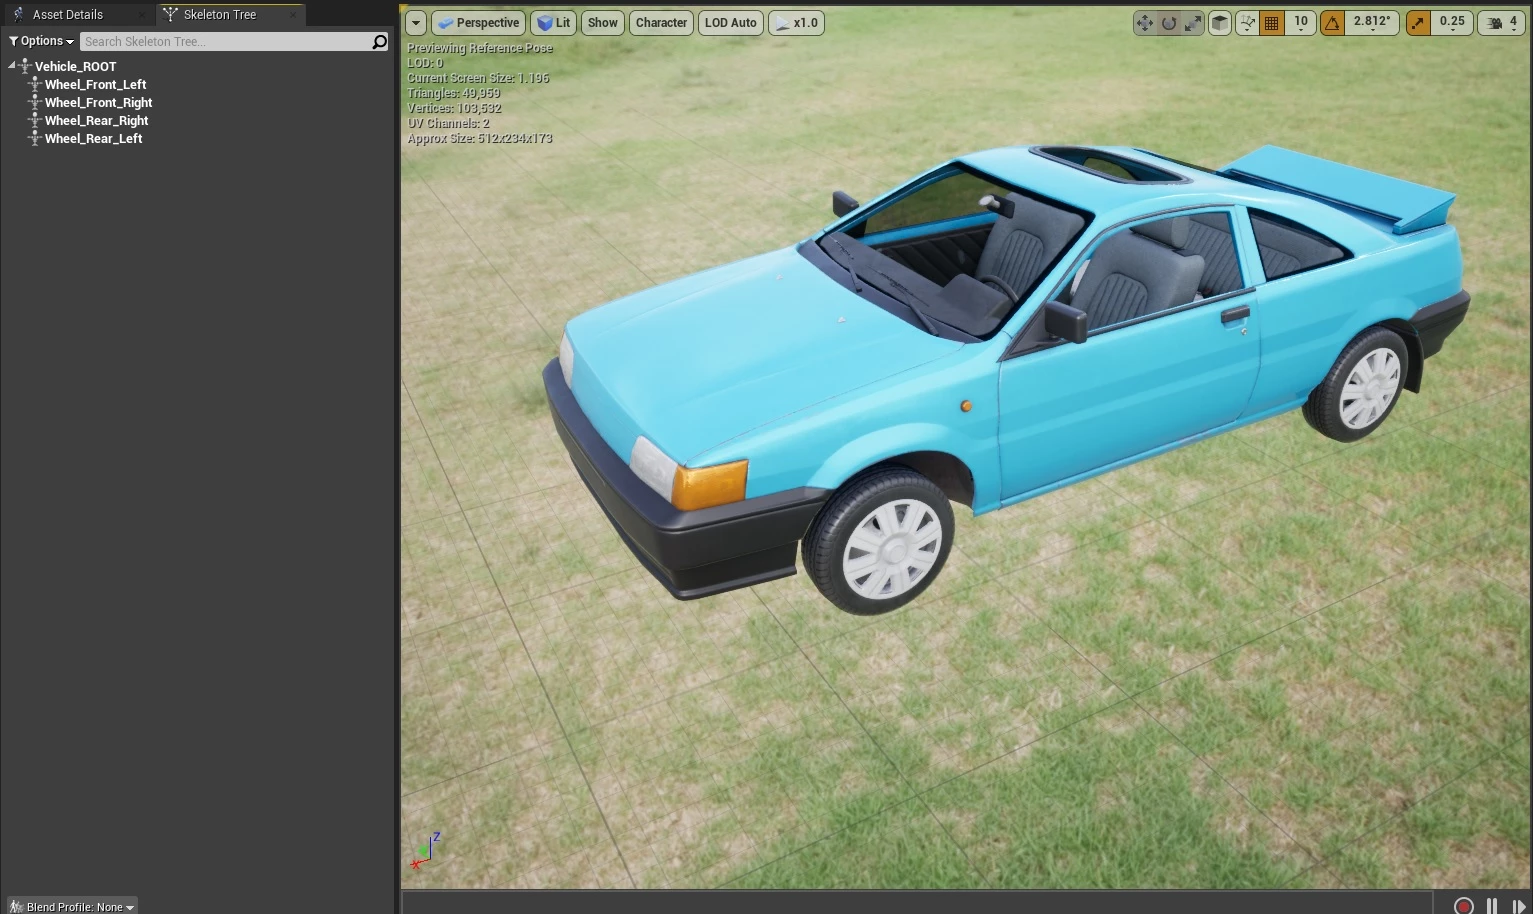 Asset Details
Skeleton Tree
Options
Search Skeleton Tree...
Vehicle_ROOT
Wheel_Front_Left
Wheel_Front_Right
Wheel_Rear_Right
Wheel_Rear_Left
Blend Profile: None
Perspective
Lit
Show
Character
LOD Auto
x1.0
10
2.812°
0.25
4
Previewing Reference Pose
LOD: 0
Current Screen Size: 1.196
Triangles: 49,959
Vertices: 103,532
UV Channels: 2
Approx Size: 512x234x173
Z
X